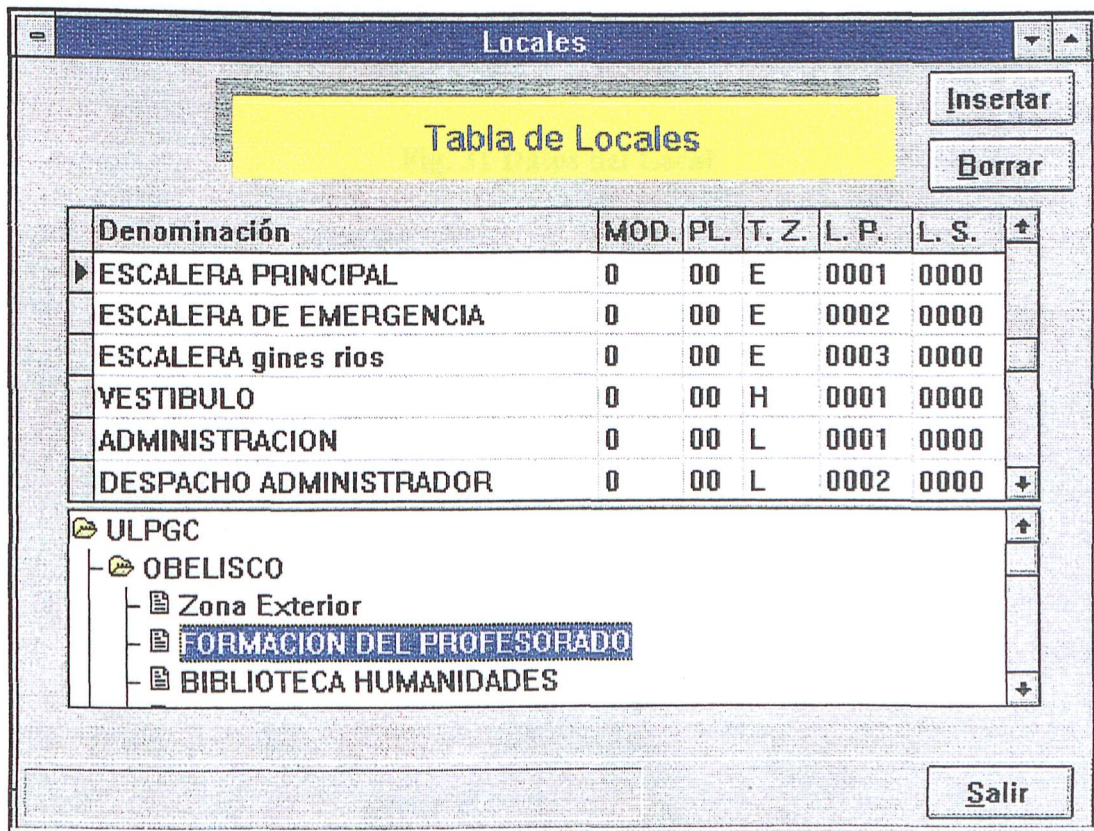 Locales
Insertar
Tabla de Locales
Borrar
Denominación MOD. PL. T. Z. L. P. L. S.
ESCALERA PRINCIPAL 0 00 E 0001 0000
ESCALERA DE EMERGENCIA 0 00 E 0002 0000
ESCALERA gines rios 0 00 E 0003 0000
VESTIBULO 0 00 H 0001 0000
ADMINISTRACION 0 00 L 0001 0000
DESPACHO ADMINISTRADOR 0 00 L 0002 0000
ULPGC
OBELISCO
Zona Exterior
FORMACION DEL PROFESORADO
BIBLIOTECA HUMANIDADES
Salir